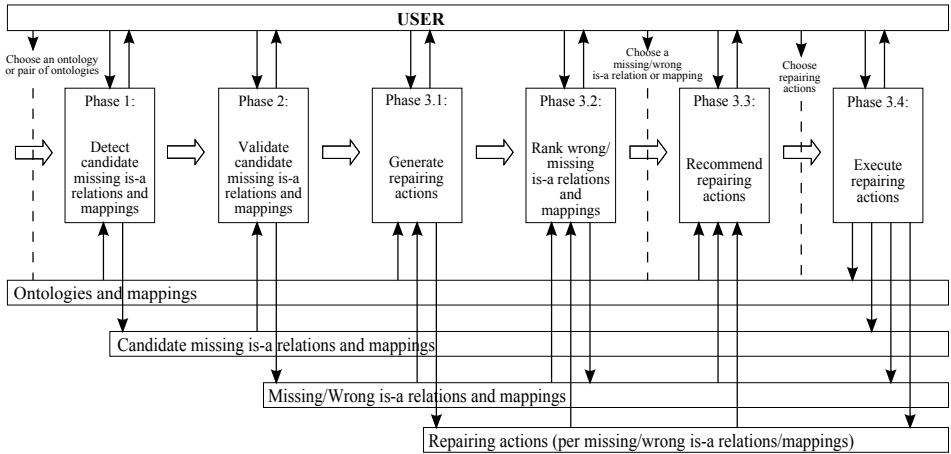 USER
Choose an ontology
or pair of ontologies
Choose a
missing/wrong
is-a relation or mapping
Choose
repairing
actions
Phase 1:
Detect
candidate
missing is-a
relations and
mappings
Phase 2:
Validate
candidate
missing is-a
relations and
mappings
Phase 3.1:
Generate
repairing
actions
Phase 3.2:
Rank wrong/
missing
is-a relations
and
mappings
Phase 3.3:
Recommend
repairing
actions
Phase 3.4:
Execute
repairing
actions
Ontologies and mappings
Candidate missing is-a relations and mappings
Missing/Wrong is-a relations and mappings
Repairing actions (per missing/wrong is-a relations/mappings)